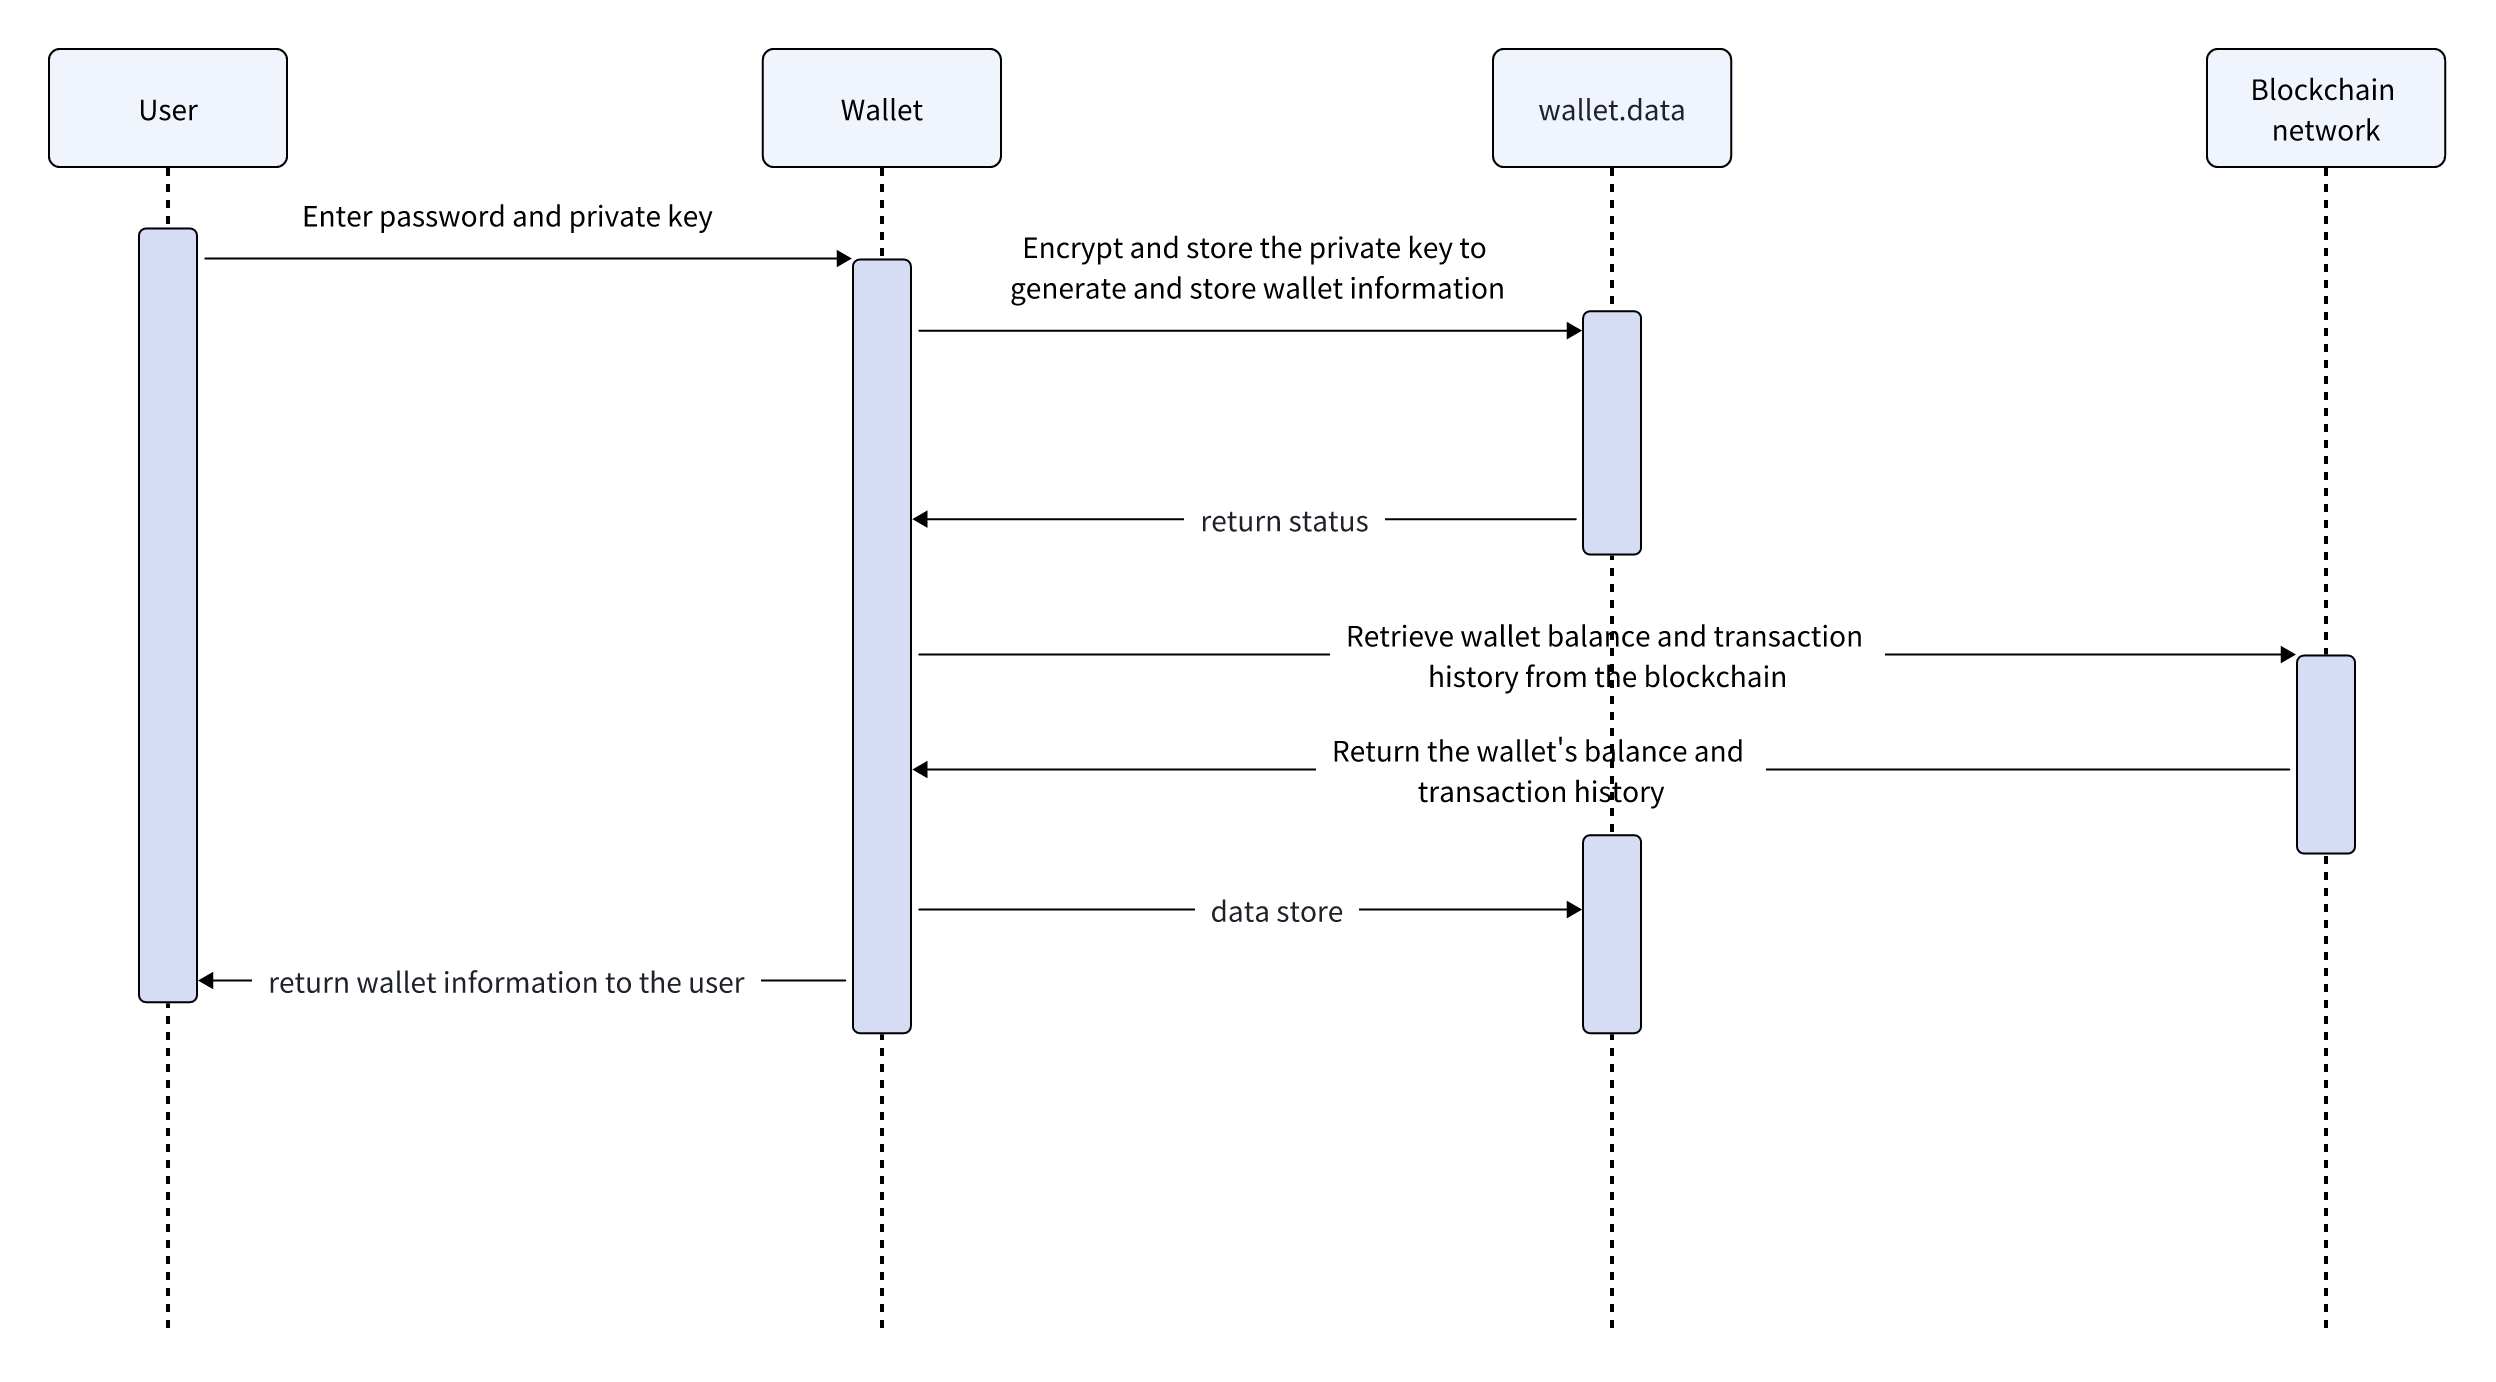 User
Wallet
wallet.data
Blockchain
network
Enter password and private key
Encrypt and store the private key to
generate and store wallet information
return status
Retrieve wallet balance and transaction
history from the blockchain
Return the wallet's balance and
transaction history
data store
return wallet information to the user